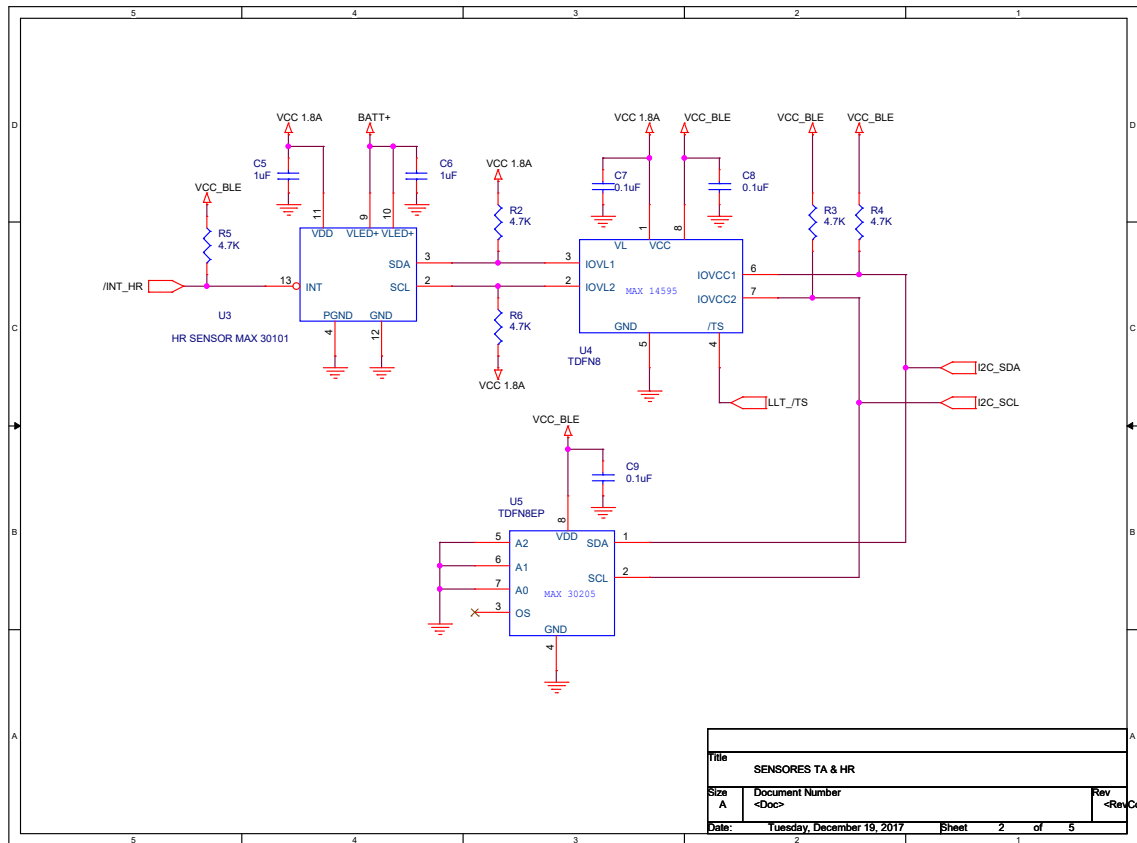 5
4
3
2
1
D
D
C
C
B
B
A
A
VCC 1.8A
BATT+
C5
1uF
C6
1uF
VCC_BLE
R5
4.7K
VCC 1.8A
R2
4.7K
11
9
10
VDD
VLED+
VLED+
SDA
3
SCL
2
/INT_HR
13
INT
PGND
GND
4
12
U3
HR SENSOR MAX 30101
R6
4.7K
VCC 1.8A
VCC 1.8A
VCC_BLE
C7
0.1uF
C8
0.1uF
1
8
VL
VCC
3
IOVL1
2
IOVL2
MAX 14595
IOVCC1
6
IOVCC2
7
GND
/TS
5
4
U4
TDFN8
LLT_/TS
VCC_BLE
VCC_BLE
R3
4.7K
R4
4.7K
I2C_SDA
I2C_SCL
VCC_BLE
C9
0.1uF
U5
TDFN8EP
8
VDD
5
A2
6
A1
7
A0
3
OS
SDA
1
SCL
2
MAX 30205
GND
4
Title
SENSORES TA & HR
Size
A
Document Number
<Doc>
Rev
<RevCo
Date:
Tuesday, December 19, 2017
Sheet
2
of
5
5
4
3
2
1